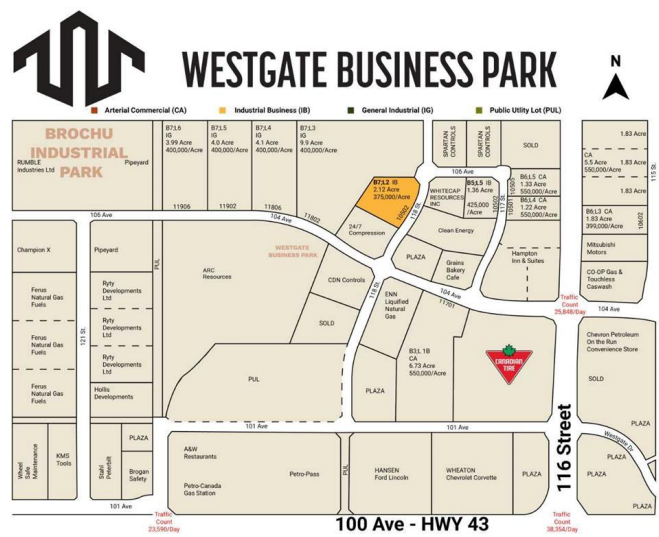 WESTGATE BUSINESS PARK
N
Arterial Commercial (CA)
Industrial Business (IB)
General Industrial (IG)
Public Utlity Lot (PUL)
BROCHU
INDUSTRIAL
PARK
RUMBLE
Industries Ltd
Pipeyard
B7;L6
IG
3.99 Acre
400,000/Acre
B7;L5
IG
4.0 Acre
400,000/Acre
B7;L4
IG
4.1 Acre
400,000/Acre
B7;L3
IG
9.9 Acre
400,000/Acre
11906
11902
11806
11802
B7;L2 IB
2.12 Acre
375,000/Acre
10502
118 St.
SPARTAN
CONTROLS
SPARTAN
CONTROLS
SOLD
106 Ave
WHITECAP
RESOURCES
INC
B5;L5 IB
1.36 Acre
425,000
/Acre
10502
117 St.
10505
10501
B6;L5 CA
1.33 Acre
550,000/Acre
B6;L4 CA
1.22 Acre
550,000/Acre
1.83 Acre
CA
5.5 Acre
550,000/Acre
1.83 Acre
1.83 Acre
115 St.
B6;L3 CA
1.83 Acre
399,000/Acre
10602
Mitsubishi
Motors
CO-OP Gas &
Touchless
Caswash
106 Ave
104 Ave
24/7
Compression
Clean Energy
PLAZA
Grains
Bakery
Cafe
Hampton
Inn & Suites
WESTGATE
BUSINESS PARK
Champion X
Pipeyard
PUL
ARC
Resources
CDN Controls
118 St.
ENN
Liquified
Natural
Gas
104 Ave
11701
Traffic
Count
25,848/Day
104 Ave
Ferus
Natural Gas
Fuels
Ferus
Natural Gas
Fuels
Ferus
Natural Gas
Fuels
121 St.
Ryty
Developments
Ltd
Ryty
Developments
Ltd
Ryty
Developments
Ltd
Hollis
Developments
SOLD
PUL
PLAZA
B3;L 1B
CA
6.73 Acre
550,000/Acre
CANADIAN
TIRE
Chevron Petroleum
On the Run
Convenience Store
SOLD
PLAZA
101 Ave
101 Ave
Westgate Dr
116 Street
Wheel
Safe
Maintenance
KMS
Tools
Stahl
Peterbilt
PLAZA
Brogan
Safety
A&W
Restaurants
Petro-Canada
Gas Station
Petro-Pass
PUL
HANSEN
Ford Lincoln
WHEATON
Chevrolet Corvette
PLAZA
PLAZA
PLAZA
PLAZA
101 Ave
Traffic
Count
23,590/Day
100 Ave - HWY 43
Traffic
Count
38,354/Day